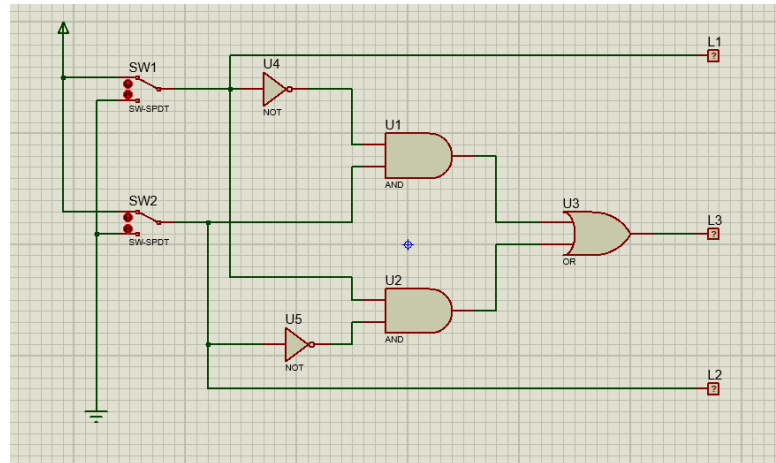 L1
?
SW1
U4
SW-SPDT
NOT
U1
AND
SW2
U3
SW-SPDT
L3
?
OR
U2
U5
AND
NOT
L2
?